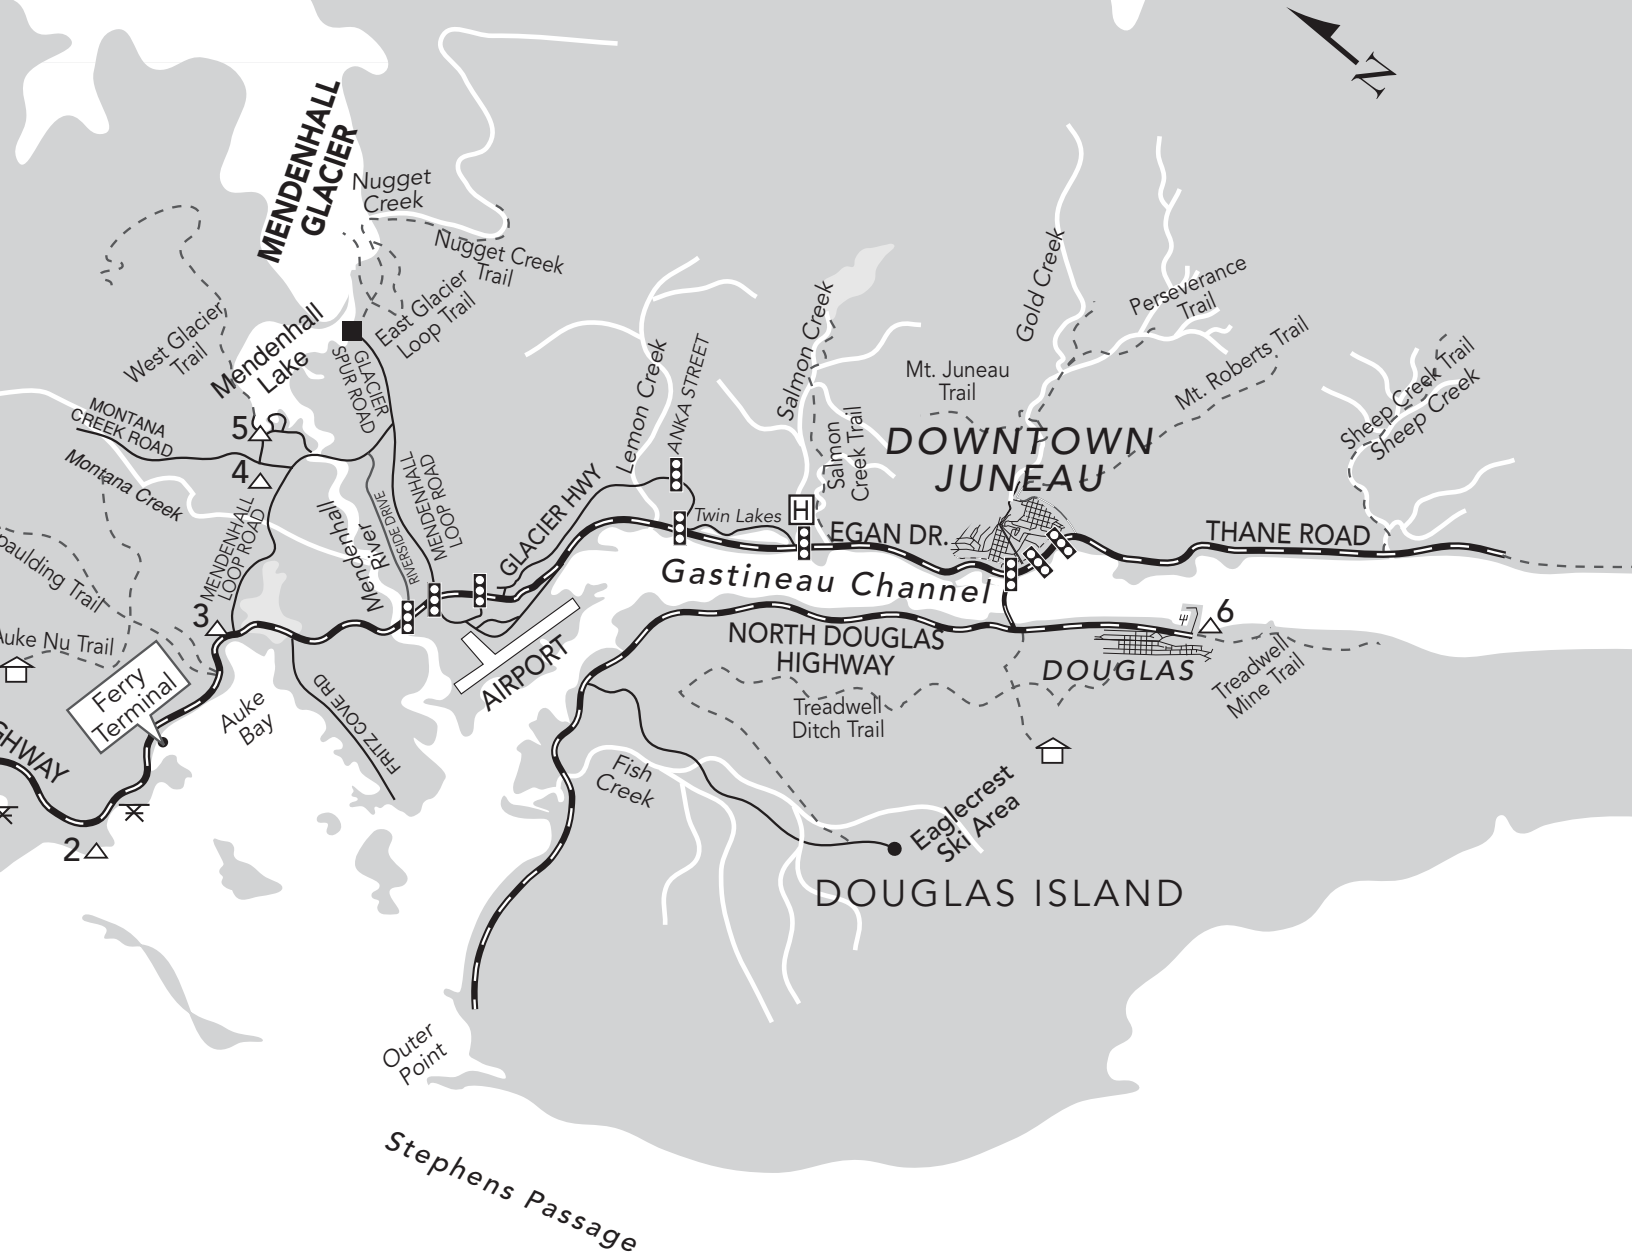 N
MENDENHALL
GLACIER
Nugget
Creek
Nugget Creek
Trail
East Glacier
Loop Trail
West Glacier
Trail
Mendenhall
Lake
GLACIER
SPUR ROAD
MONTANA
CREEK ROAD
5
4
Montana Creek
MENDENHALL
LOOP ROAD
Mendenhall
River
RIVERSIDE DRIVE
MENDENHALL
LOOP ROAD
GLACIER HWY
Lemon Creek
ANKA STREET
Salmon Creek
Salmon
Creek Trail
Twin Lakes
H
Mt. Juneau
Trail
Gold Creek
Perseverance
Trail
Mt. Roberts Trail
Sheep Creek Trail
Sheep Creek
DOWNTOWN
JUNEAU
EGAN DR.
THANE ROAD
Gastineau Channel
paulding Trail
3
Auke Nu Trail
Ferry
Terminal
Auke
Bay
FRITZ COVE RD
AIRPORT
NORTH DOUGLAS
HIGHWAY
DOUGLAS
6
Treadwell
Mine Trail
Treadwell
Ditch Trail
GHWAY
2
Fish
Creek
Eaglecrest
Ski Area
DOUGLAS ISLAND
Outer
Point
Stephens Passage